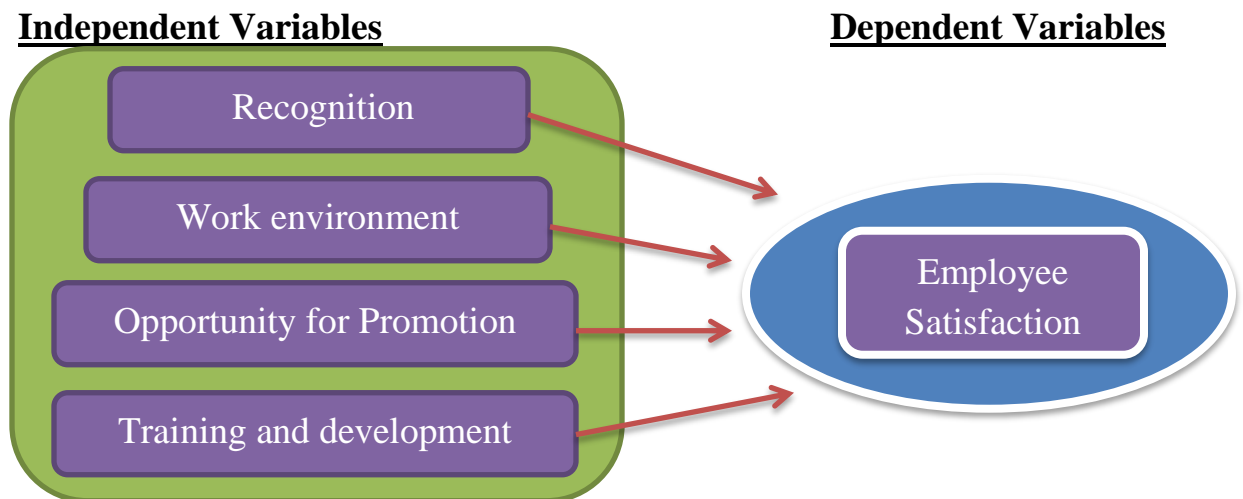 Independent Variables
Dependent Variables
Recognition
Work environment
Opportunity for Promotion
Training and development
Employee
Satisfaction